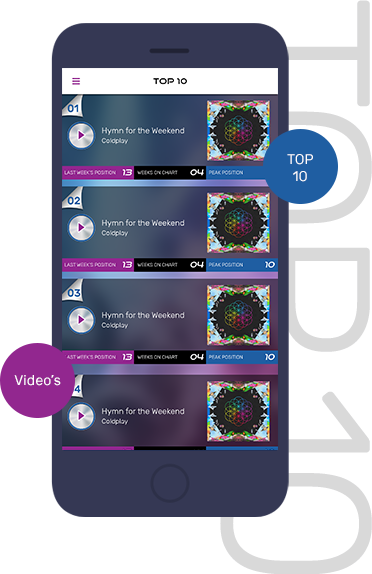 TOP 10
01
Hymn for the Weekend
Coldplay
LAST WEEK'S POSITION 13 WEEKS ON CHART 04 PEAK POSITION
TOP
10
02
Hymn for the Weekend
Coldplay
LAST WEEK'S POSITION 13 WEEKS ON CHART 04 PEAK POSITION 10
03
Hymn for the Weekend
Coldplay
LAST WEEK'S POSITION 13 WEEKS ON CHART 04 PEAK POSITION 10
Video's
4
Hymn for the Weekend
Coldplay
TOP 10